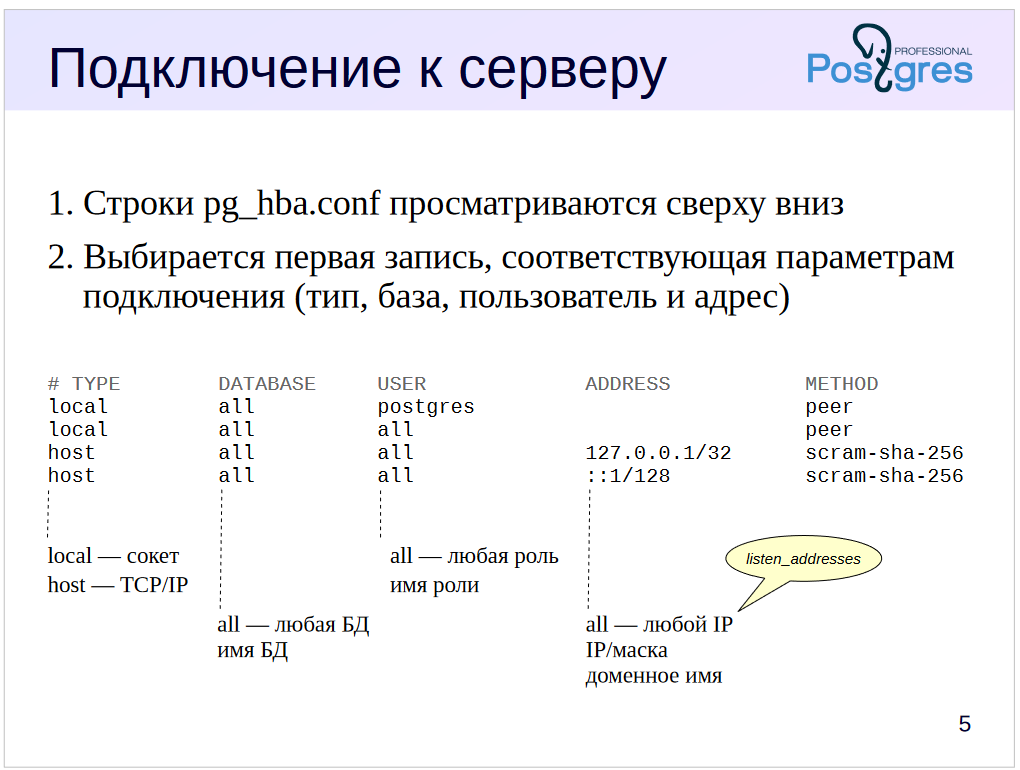 Подключение к серверу
PROFESSIONAL
Postgres
1. Строки pg_hba.conf просматриваются сверху вниз
2. Выбирается первая запись, соответствующая параметрам
подключения (тип, база, пользователь и адрес)
# TYPE DATABASE USER ADDRESS METHOD
local all postgres peer
local all all peer
host all all 127.0.0.1/32 scram-sha-256
host all all ::1/128 scram-sha-256
local — сокет
host — TCP/IP
all — любая БД
имя БД
all — любая роль
имя роли
listen_addresses
all — любой IP
IP/маска
доменное имя
5